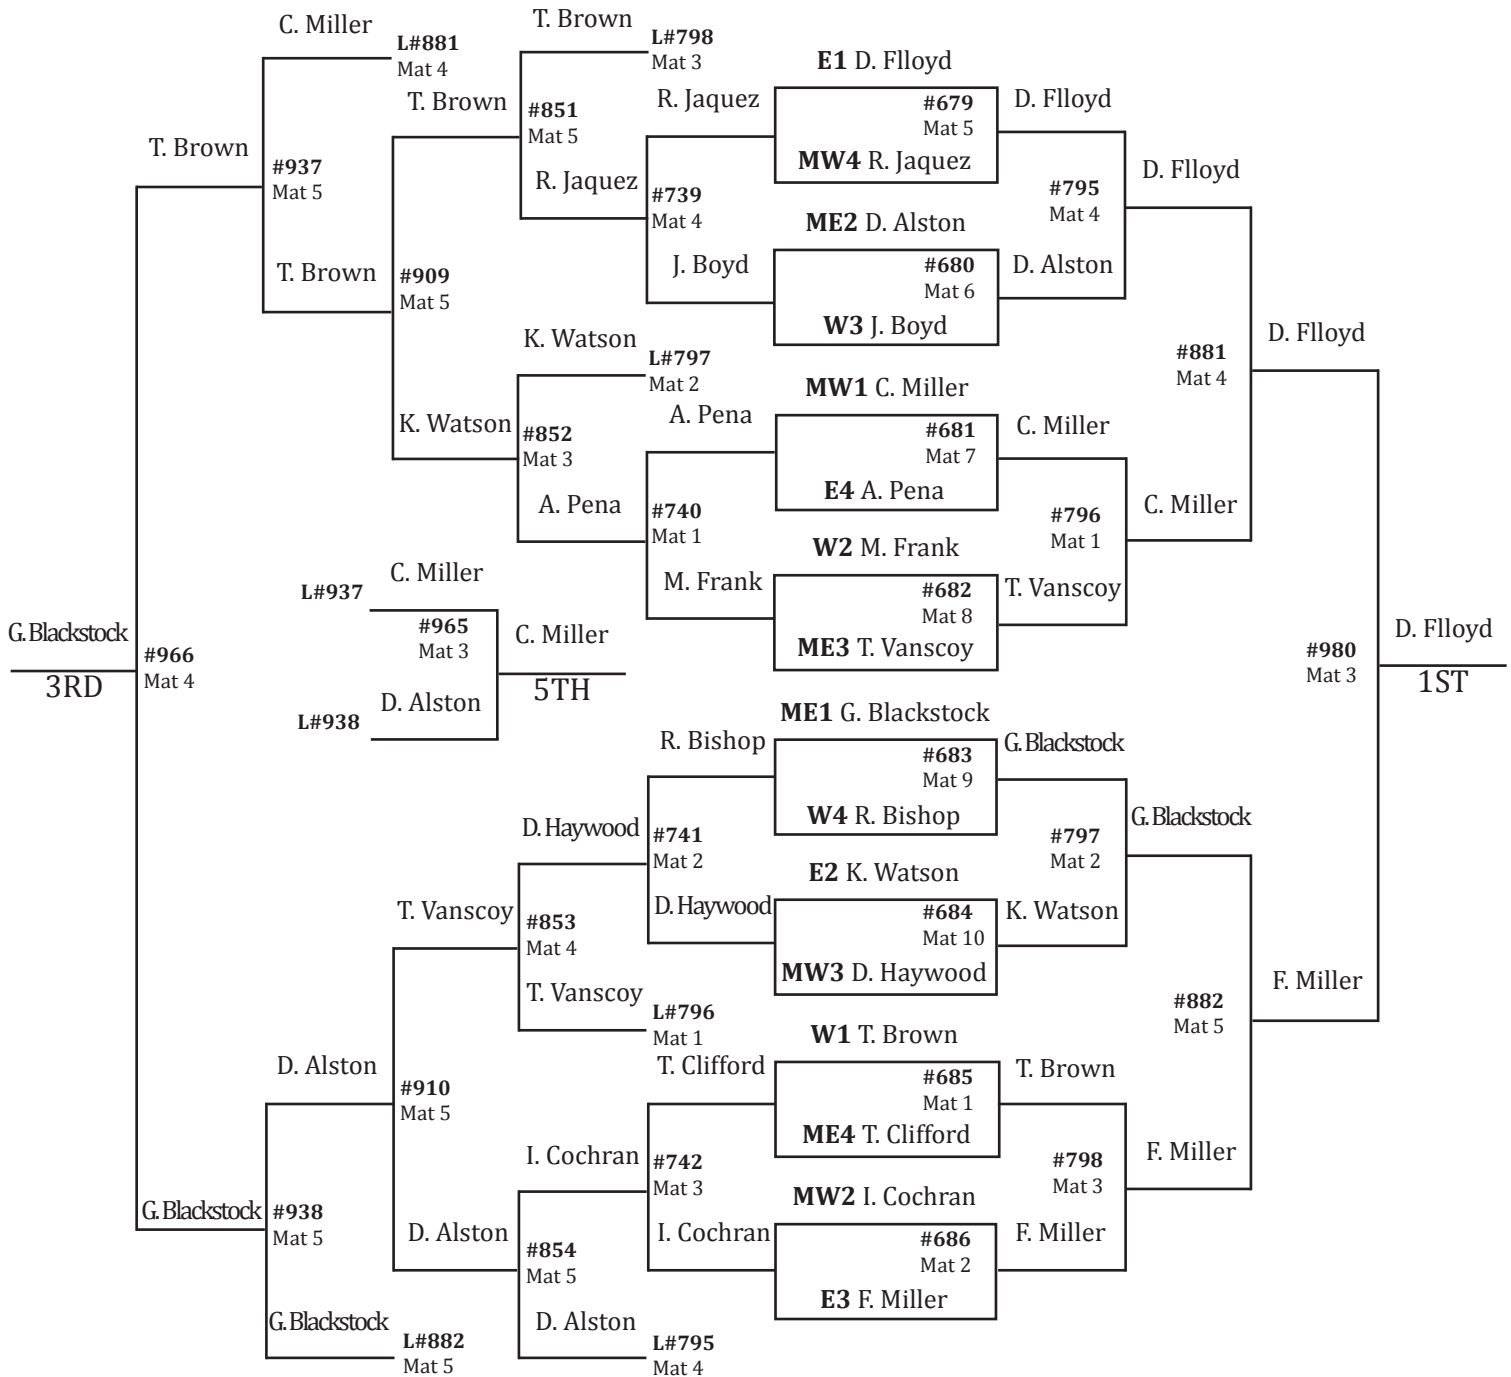 C. Miller
L#881
Mat 4
T. Brown
#937
Mat 5
T. Brown
T. Brown
L#798
Mat 3
T. Brown
#851
Mat 5
R. Jaquez
#909
Mat 5
K. Watson
L#797
Mat 2
K. Watson
#852
Mat 3
A. Pena
R. Jaquez
#739
Mat 4
J. Boyd
A. Pena
#740
Mat 1
M. Frank
E1 D. Flloyd
#679
Mat 5
MW4 R. Jaquez
ME2 D. Alston
#680
Mat 6
W3 J. Boyd
MW1 C. Miller
#681
Mat 7
E4 A. Pena
W2 M. Frank
#682
Mat 8
ME3 T. Vanscoy
D. Flloyd
#795
Mat 4
D. Alston
D. Flloyd
C. Miller
#796
Mat 1
T. Vanscoy
C. Miller
#881
Mat 4
D. Flloyd
#980
Mat 3
D. Flloyd
1ST
G. Blackstock
3RD
#966
Mat 4
C. Miller
L#937
#965
Mat 3
D. Alston
L#938
C. Miller
5TH
R. Bishop
#741
Mat 2
D. Haywood
D. Haywood
T. Vanscoy
#853
Mat 4
T. Vanscoy
L#796
Mat 1
D. Alston
#910
Mat 5
T. Clifford
#742
Mat 3
I. Cochran
I. Cochran
D. Alston
#854
Mat 5
D. Alston
L#795
Mat 4
G. Blackstock
#938
Mat 5
G. Blackstock
L#882
Mat 5
ME1 G. Blackstock
#683
Mat 9
W4 R. Bishop
E2 K. Watson
#684
Mat 10
MW3 D. Haywood
W1 T. Brown
#685
Mat 1
ME4 T. Clifford
MW2 I. Cochran
#686
Mat 2
E3 F. Miller
G. Blackstock
#797
Mat 2
K. Watson
G. Blackstock
T. Brown
#798
Mat 3
F. Miller
F. Miller
#882
Mat 5
F. Miller